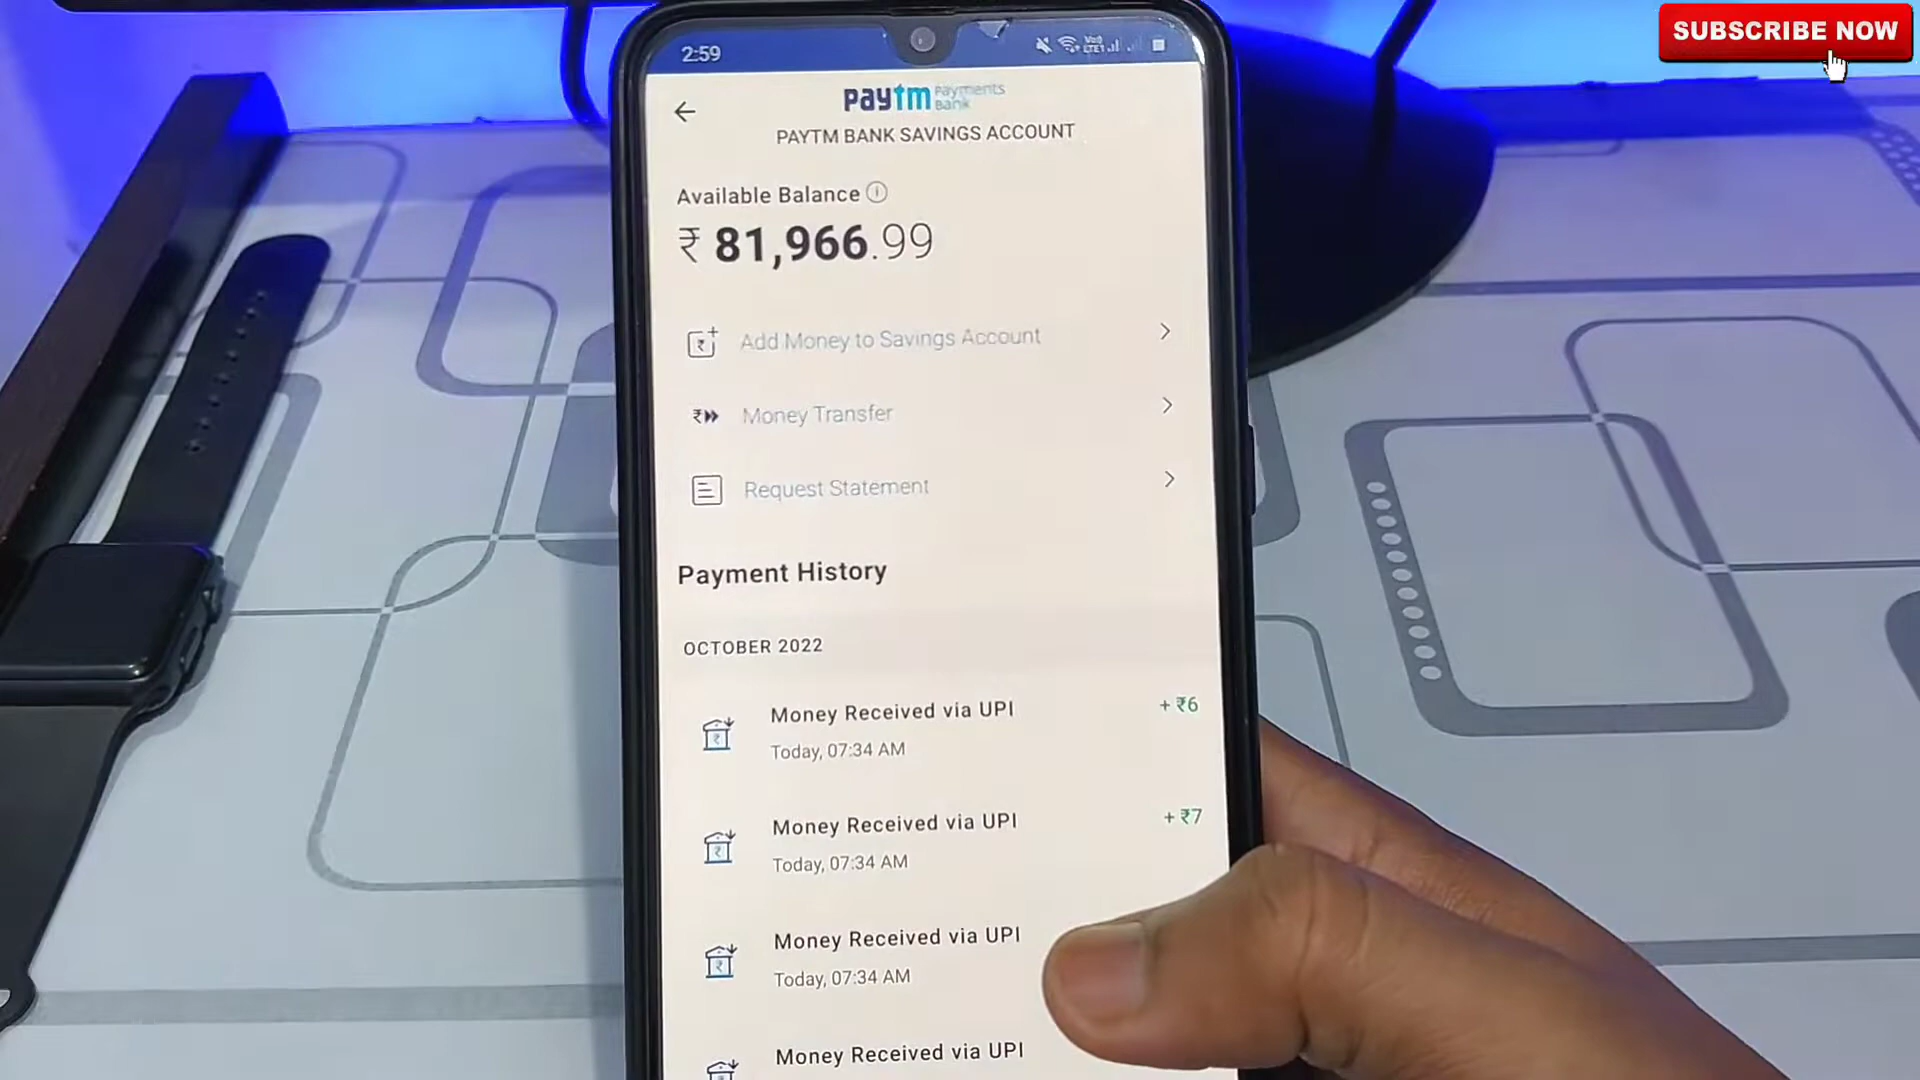 SUBSCRIBE NOW
2:59
paytm Payments Bank
PAYTM BANK SAVINGS ACCOUNT
Available Balance
₹ 81,966.99
Add Money to Savings Account
Money Transfer
Request Statement
Payment History
OCTOBER 2022
Money Received via UPI + ₹6
Today, 07:34 AM
Money Received via UPI + ₹7
Today, 07:34 AM
Money Received via UPI
Today, 07:34 AM
Money Received via UPI